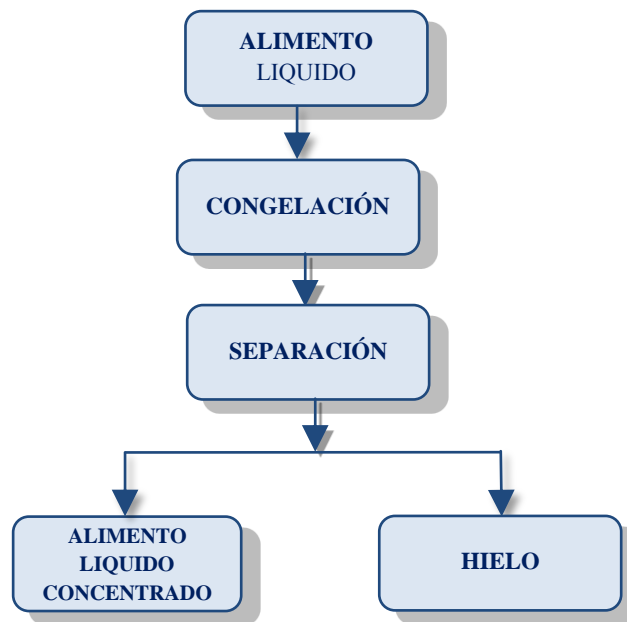 ALIMENTO
LIQUIDO
CONGELACIÓN
SEPARACIÓN
ALIMENTO
LIQUIDO
CONCENTRADO
HIELO